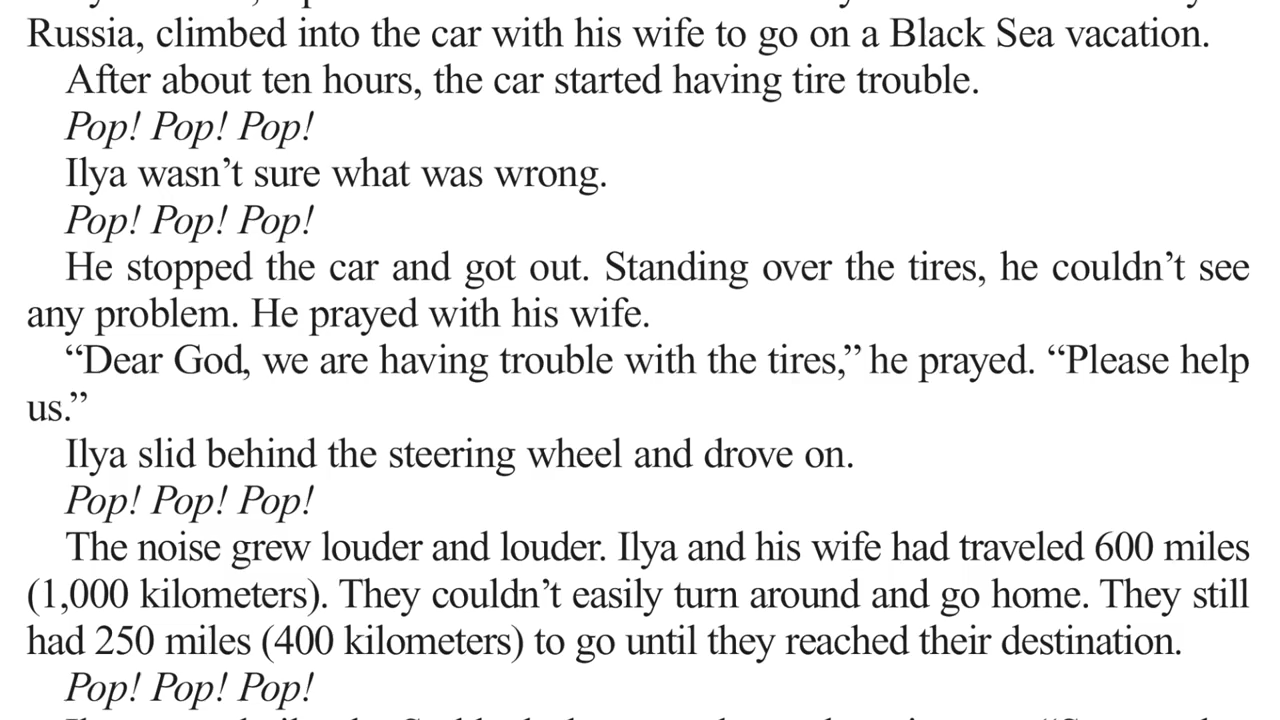 Russia, climbed into the car with his wife to go on a Black Sea vacation.
After about ten hours, the car started having tire trouble.
Pop! Pop! Pop!
Ilya wasn’t sure what was wrong.
Pop! Pop! Pop!
He stopped the car and got out. Standing over the tires, he couldn’t see
any problem. He prayed with his wife.
“Dear God, we are having trouble with the tires,” he prayed. “Please help
us.”
Ilya slid behind the steering wheel and drove on.
Pop! Pop! Pop!
The noise grew louder and louder. Ilya and his wife had traveled 600 miles
(1,000 kilometers). They couldn’t easily turn around and go home. They still
had 250 miles (400 kilometers) to go until they reached their destination.
Pop! Pop! Pop!